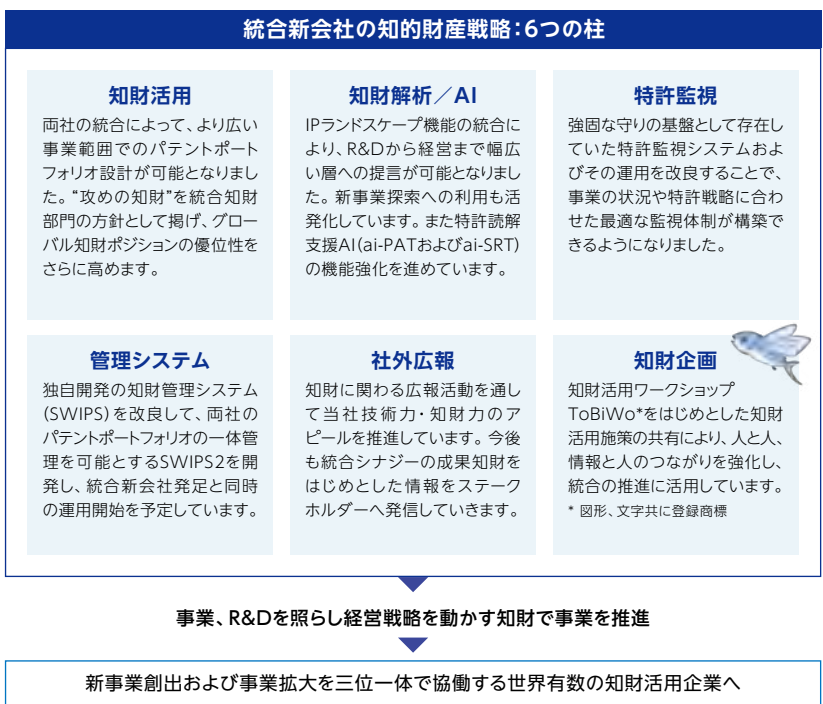 統合新会社の知的財産戦略：6つの柱
知財活用
両社の統合によって、より広い
事業範囲でのパテントポート
フォリオ設計が可能となりまし
た。“攻めの知財”を統合知財
部門の方針として掲げ、グロー
バル知財ポジションの優位性を
さらに高めます。
知財解析／AI
IPランドスケープ機能の統合に
より、R&Dから経営まで幅広
い層への提言が可能となりま
した。新事業探索への利用も活
発化しています。また特許読解
支援AI（ai-PATおよびai-SRT）
の機能強化を進めています。
特許監視
強固な守りの基盤として存在し
ていた特許監視システムおよ
びその運用を改良することで、
事業の状況や特許戦略に合わ
せた最適な監視体制が構築で
きるようになりました。
管理システム
独自開発の知財管理システム
（SWIPS）を改良して、両社の
パテントポートフォリオの一体管
理を可能とするSWIPS2を開
発し、統合新会社発足と同時
の運用開始を予定しています。
社外広報
知財に関わる広報活動を通し
て当社技術力・知財力のア
ピールを推進しています。今後
も統合シナジーの成果知財を
はじめとした情報をステーク
ホルダーへ発信していきます。
知財企画
知財活用ワークショップ
ToBiWo*をはじめとした知財
活用施策の共有により、人と人、
情報と人のつながりを強化し、
統合の推進に活用しています。
* 図形、文字共に登録商標
事業、R&Dを照らし経営戦略を動かす知財で事業を推進
新事業創出および事業拡大を三位一体で協働する世界有数の知財活用企業へ